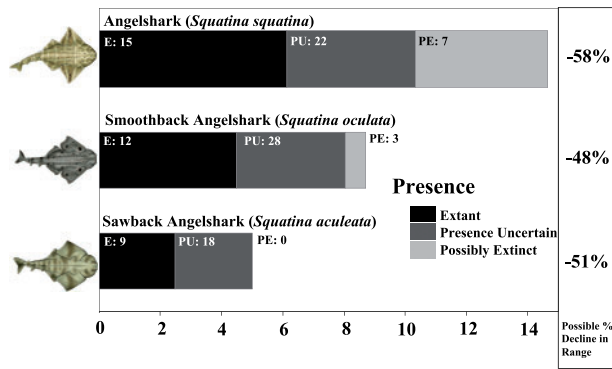 Angelshark (Squatina squatina)
E: 15 PU: 22 PE: 7
-58%
Smoothback Angelshark (Squatina oculata)
E: 12 PU: 28 PE: 3
-48%
Presence
Extant
Presence Uncertain
Possibly Extinct
Sawback Angelshark (Squatina aculeata)
E: 9 PU: 18 PE: 0
-51%
0 2 4 6 8 10 12 14
Possible %
Decline in
Range